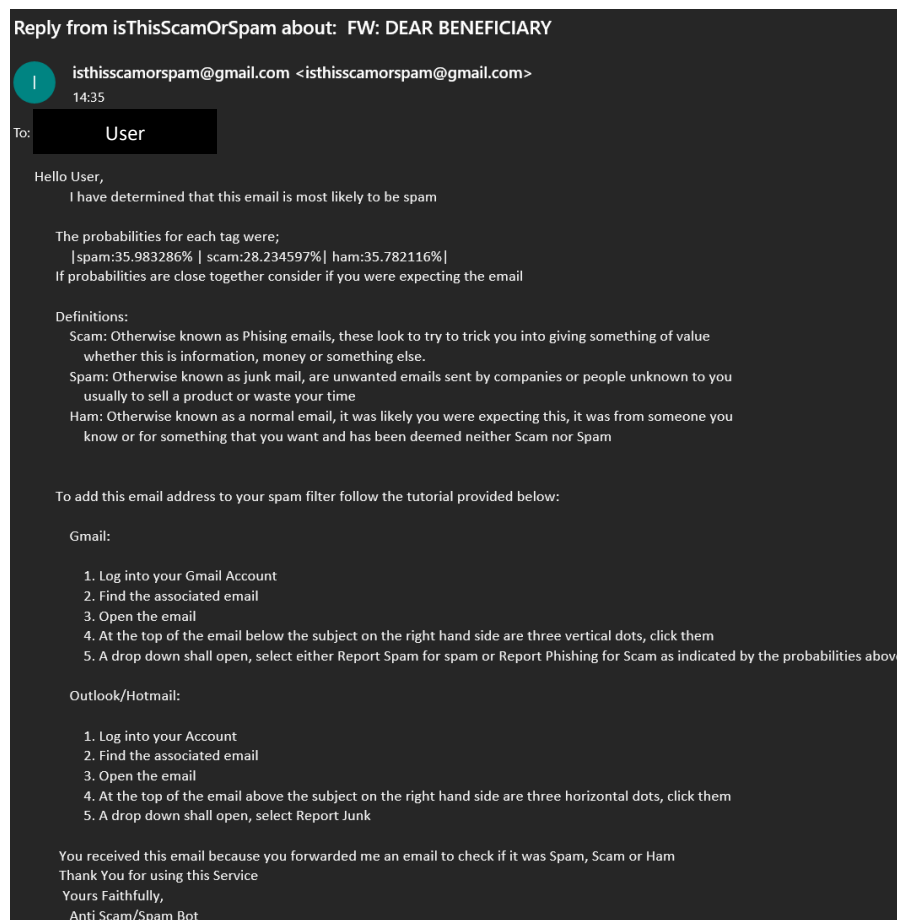 Reply from isThisScamOrSpam about: FW: DEAR BENEFICIARY
I
isthisscamorspam@gmail.com <isthisscamorspam@gmail.com>
14:35
To: User
Hello User,
I have determined that this email is most likely to be spam
The probabilities for each tag were;
|spam:35.983286% | scam:28.234597%| ham:35.782116%|
If probabilities are close together consider if you were expecting the email
Definitions:
Scam: Otherwise known as Phising emails, these look to try to trick you into giving something of value
whether this is information, money or something else.
Spam: Otherwise known as junk mail, are unwanted emails sent by companies or people unknown to you
usually to sell a product or waste your time
Ham: Otherwise known as a normal email, it was likely you were expecting this, it was from someone you
know or for something that you want and has been deemed neither Scam nor Spam
To add this email address to your spam filter follow the tutorial provided below:
Gmail:
1. Log into your Gmail Account
2. Find the associated email
3. Open the email
4. At the top of the email below the subject on the right hand side are three vertical dots, click them
5. A drop down shall open, select either Report Spam for spam or Report Phishing for Scam as indicated by the probabilities above
Outlook/Hotmail:
1. Log into your Account
2. Find the associated email
3. Open the email
4. At the top of the email above the subject on the right hand side are three horizontal dots, click them
5. A drop down shall open, select Report Junk
You received this email because you forwarded me an email to check if it was Spam, Scam or Ham
Thank You for using this Service
Yours Faithfully,
Anti Scam/Spam Bot